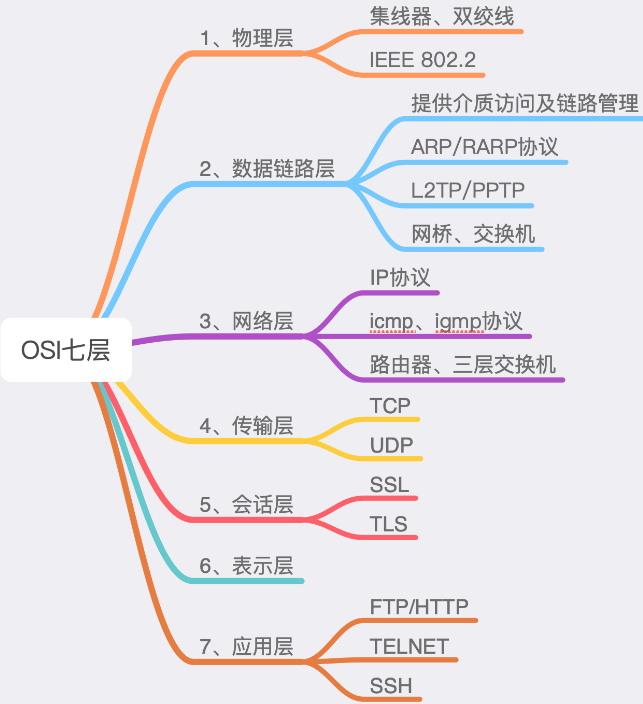 OSI七层
1、物理层
集线器、双绞线
IEEE 802.2
2、数据链路层
提供介质访问及链路管理
ARP/RARP协议
L2TP/PPTP
网桥、交换机
3、网络层
IP协议
icmp、igmp协议
路由器、三层交换机
4、传输层
TCP
UDP
5、会话层
SSL
TLS
6、表示层
7、应用层
FTP/HTTP
TELNET
SSH